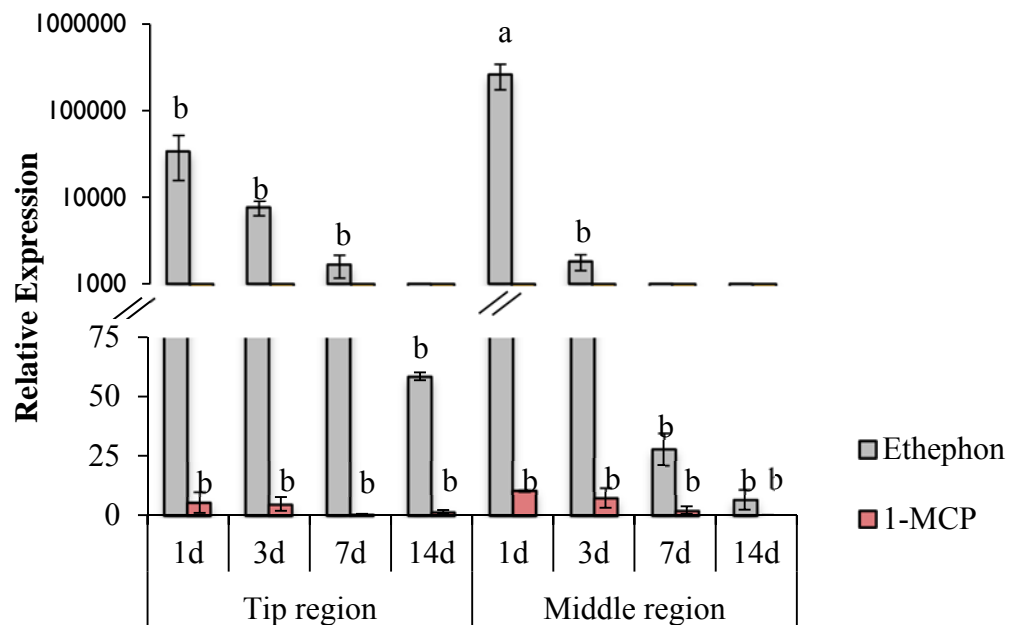 Relative Expression
1000000
100000
10000
1000
75
50
25
0
b
b
b
a
b
b
b
b
b
b
b
b
b
b
b
b
1d 3d 7d 14d 1d 3d 7d 14d
Tip region Middle region
Ethephon
1-MCP